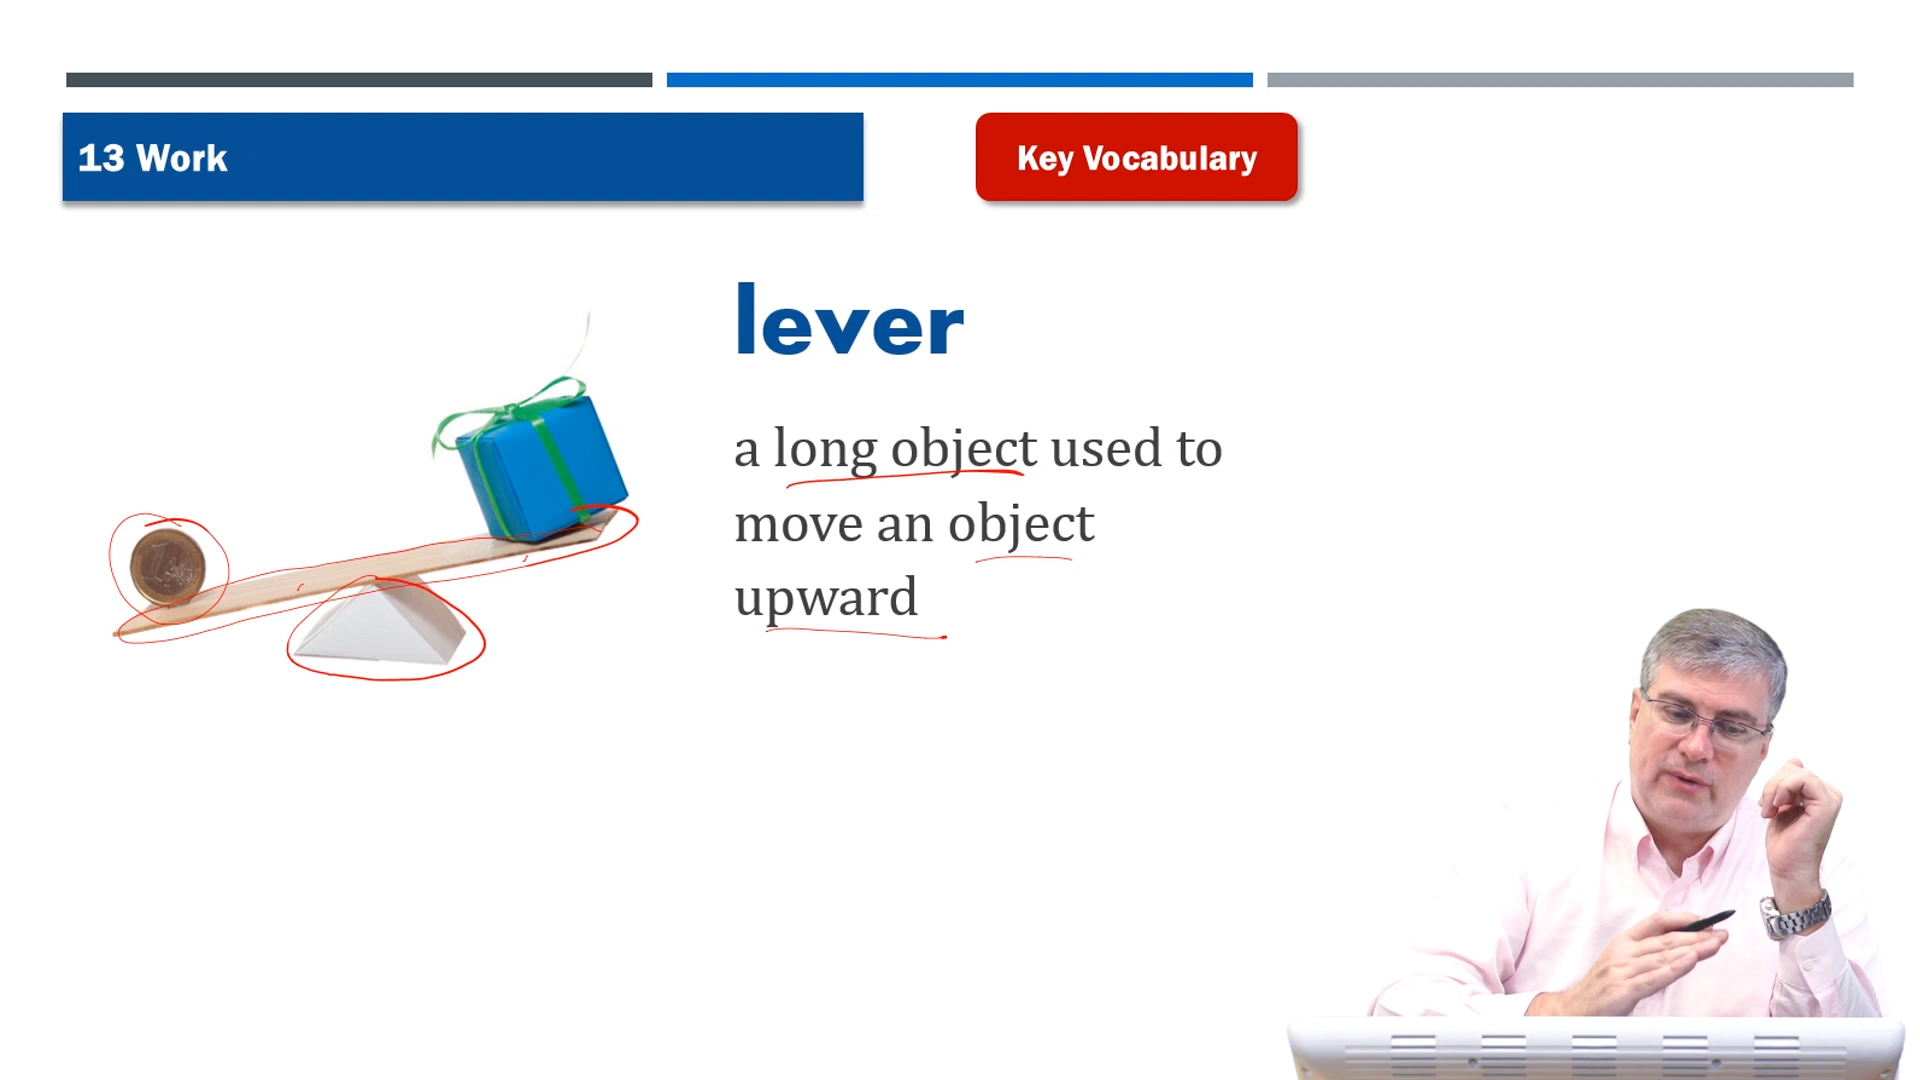 13 Work
Key Vocabulary
lever
a long object used to
move an object
upward